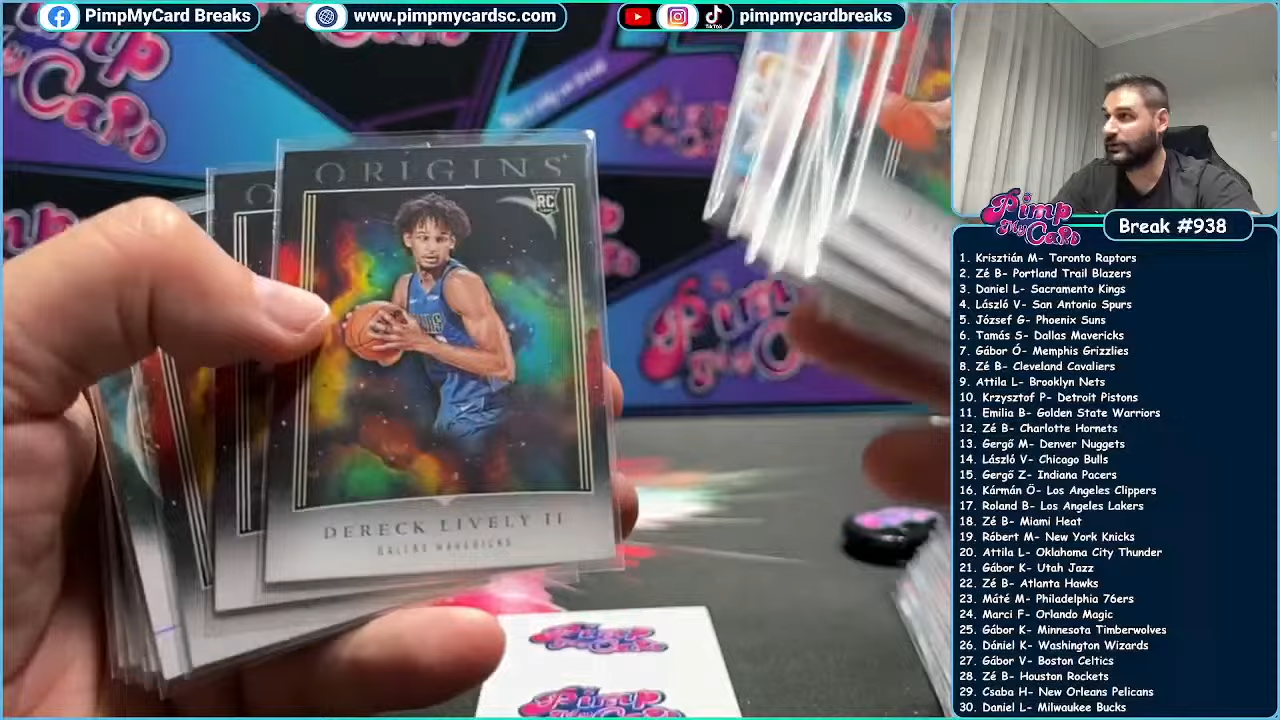 PimpMyCard Breaks
www.pimpmycardsc.com
TikTok
pimpmycardbreaks
Pimp
My CaRD
Break #938
1. Krisztián M- Toronto Raptors
2. Zé B- Portland Trail Blazers
3. Daniel L- Sacramento Kings
4. László V- San Antonio Spurs
5. József G- Phoenix Suns
6. Tamás S- Dallas Mavericks
7. Gábor Ó- Memphis Grizzlies
8. Zé B- Cleveland Cavaliers
9. Attila L- Brooklyn Nets
10. Krzysztof P- Detroit Pistons
11. Emilia B- Golden State Warriors
12. Zé B- Charlotte Hornets
13. Gergő M- Denver Nuggets
14. László V- Chicago Bulls
15. Gergő Z- Indiana Pacers
16. Kármán Ö- Los Angeles Clippers
17. Roland B- Los Angeles Lakers
18. Zé B- Miami Heat
19. Róbert M- New York Knicks
20. Attila L- Oklahoma City Thunder
21. Gábor K- Utah Jazz
22. Zé B- Atlanta Hawks
23. Máté M- Philadelphia 76ers
24. Marci F- Orlando Magic
25. Gábor K- Minnesota Timberwolves
26. Dániel K- Washington Wizards
27. Gábor V- Boston Celtics
28. Zé B- Houston Rockets
29. Csaba H- New Orleans Pelicans
30. Daniel L- Milwaukee Bucks
ORIGINS
RC
DERECK LIVELY II
DALLAS MAVERICKS
Pimp
CaRD